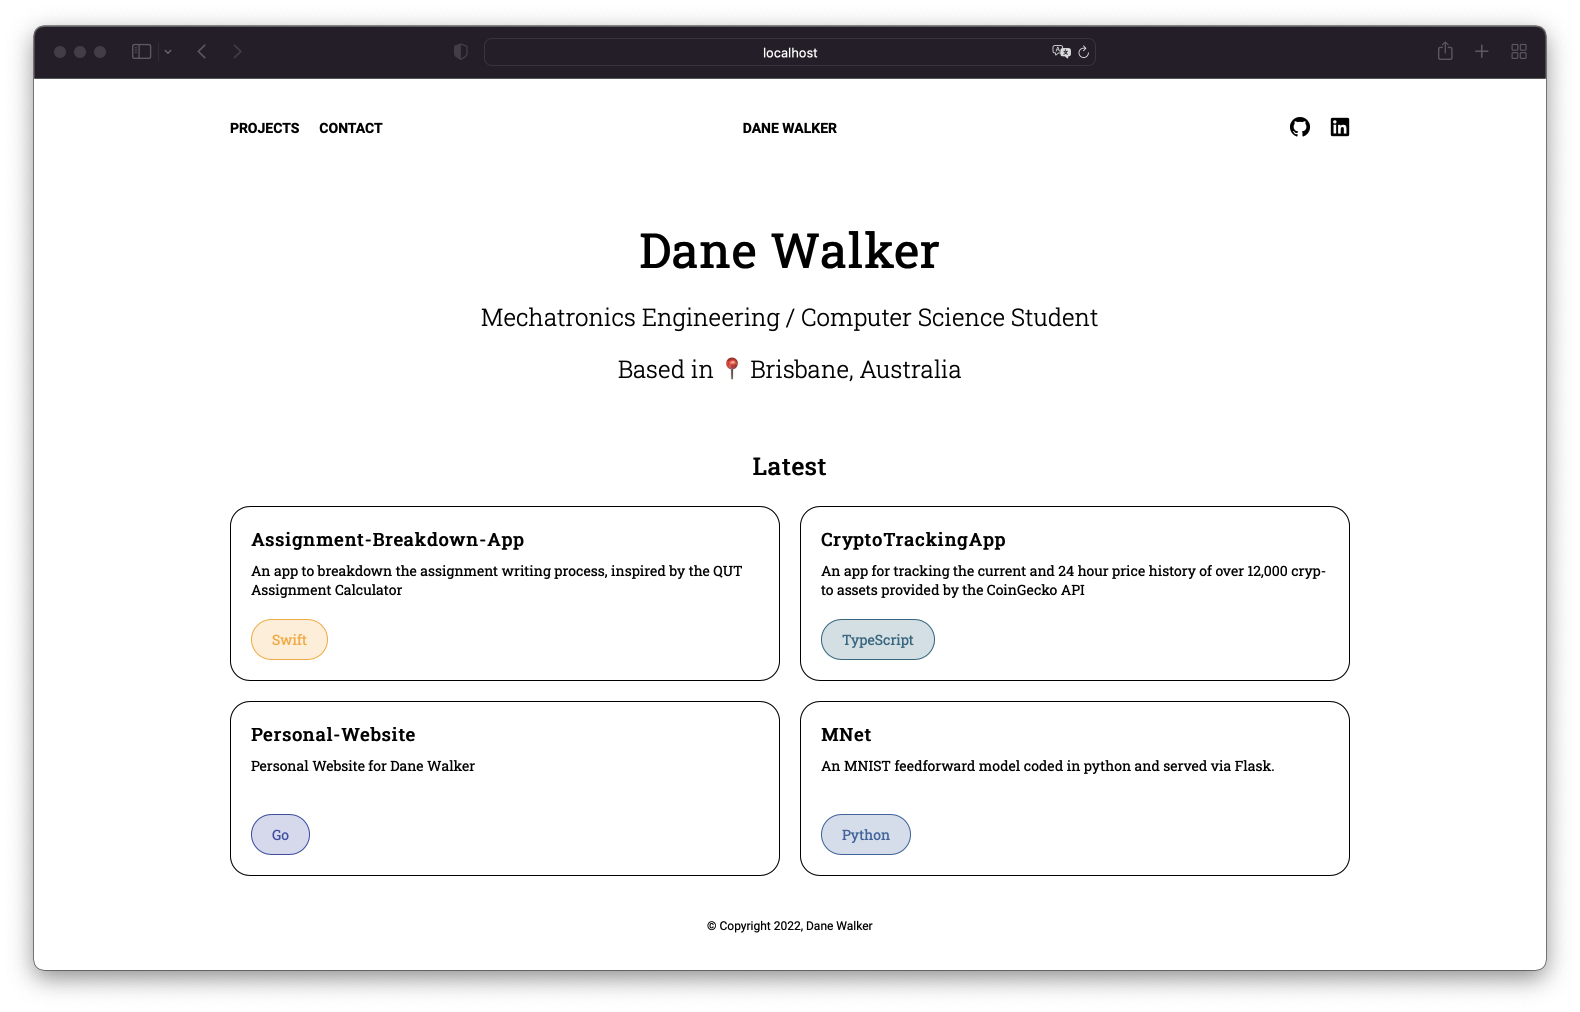 localhost
PROJECTS CONTACT DANE WALKER
Dane Walker
Mechatronics Engineering / Computer Science Student
Based in 📍 Brisbane, Australia
Latest
Assignment-Breakdown-App
An app to breakdown the assignment writing process, inspired by the QUT
Assignment Calculator
Swift
CryptoTrackingApp
An app for tracking the current and 24 hour price history of over 12,000 cryp-
to assets provided by the CoinGecko API
TypeScript
Personal-Website
Personal Website for Dane Walker
Go
MNet
An MNIST feedforward model coded in python and served via Flask.
Python
© Copyright 2022, Dane Walker